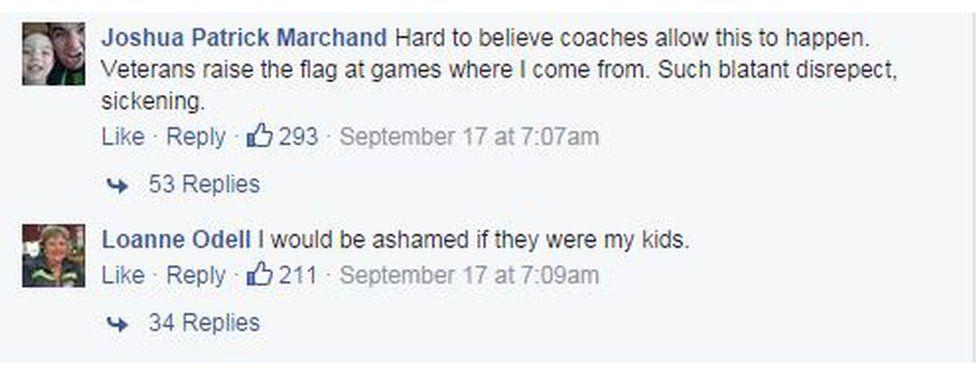 Joshua Patrick Marchand Hard to believe coaches allow this to happen.
Veterans raise the flag at games where I come from. Such blatant disrepect,
sickening.
Like · Reply · 293 · September 17 at 7:07am
53 Replies
Loanne Odell I would be ashamed if they were my kids.
Like · Reply · 211 · September 17 at 7:09am
34 Replies